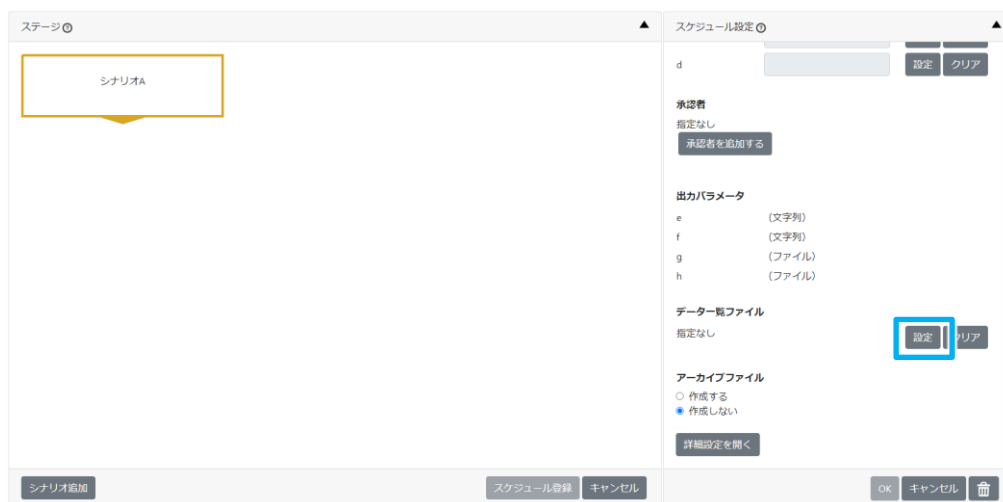 ステージ?
シナリオA
シナリオ追加
スケジュール登録 キャンセル
スケジュール設定?
d 設定 クリア
承認者
指定なし
承認者を追加する
出力パラメータ
e (文字列)
f (文字列)
g (ファイル)
h (ファイル)
データ一覧ファイル
指定なし 設定 クリア
アーカイブファイル
作成する
作成しない
詳細設定を開く
OK キャンセル